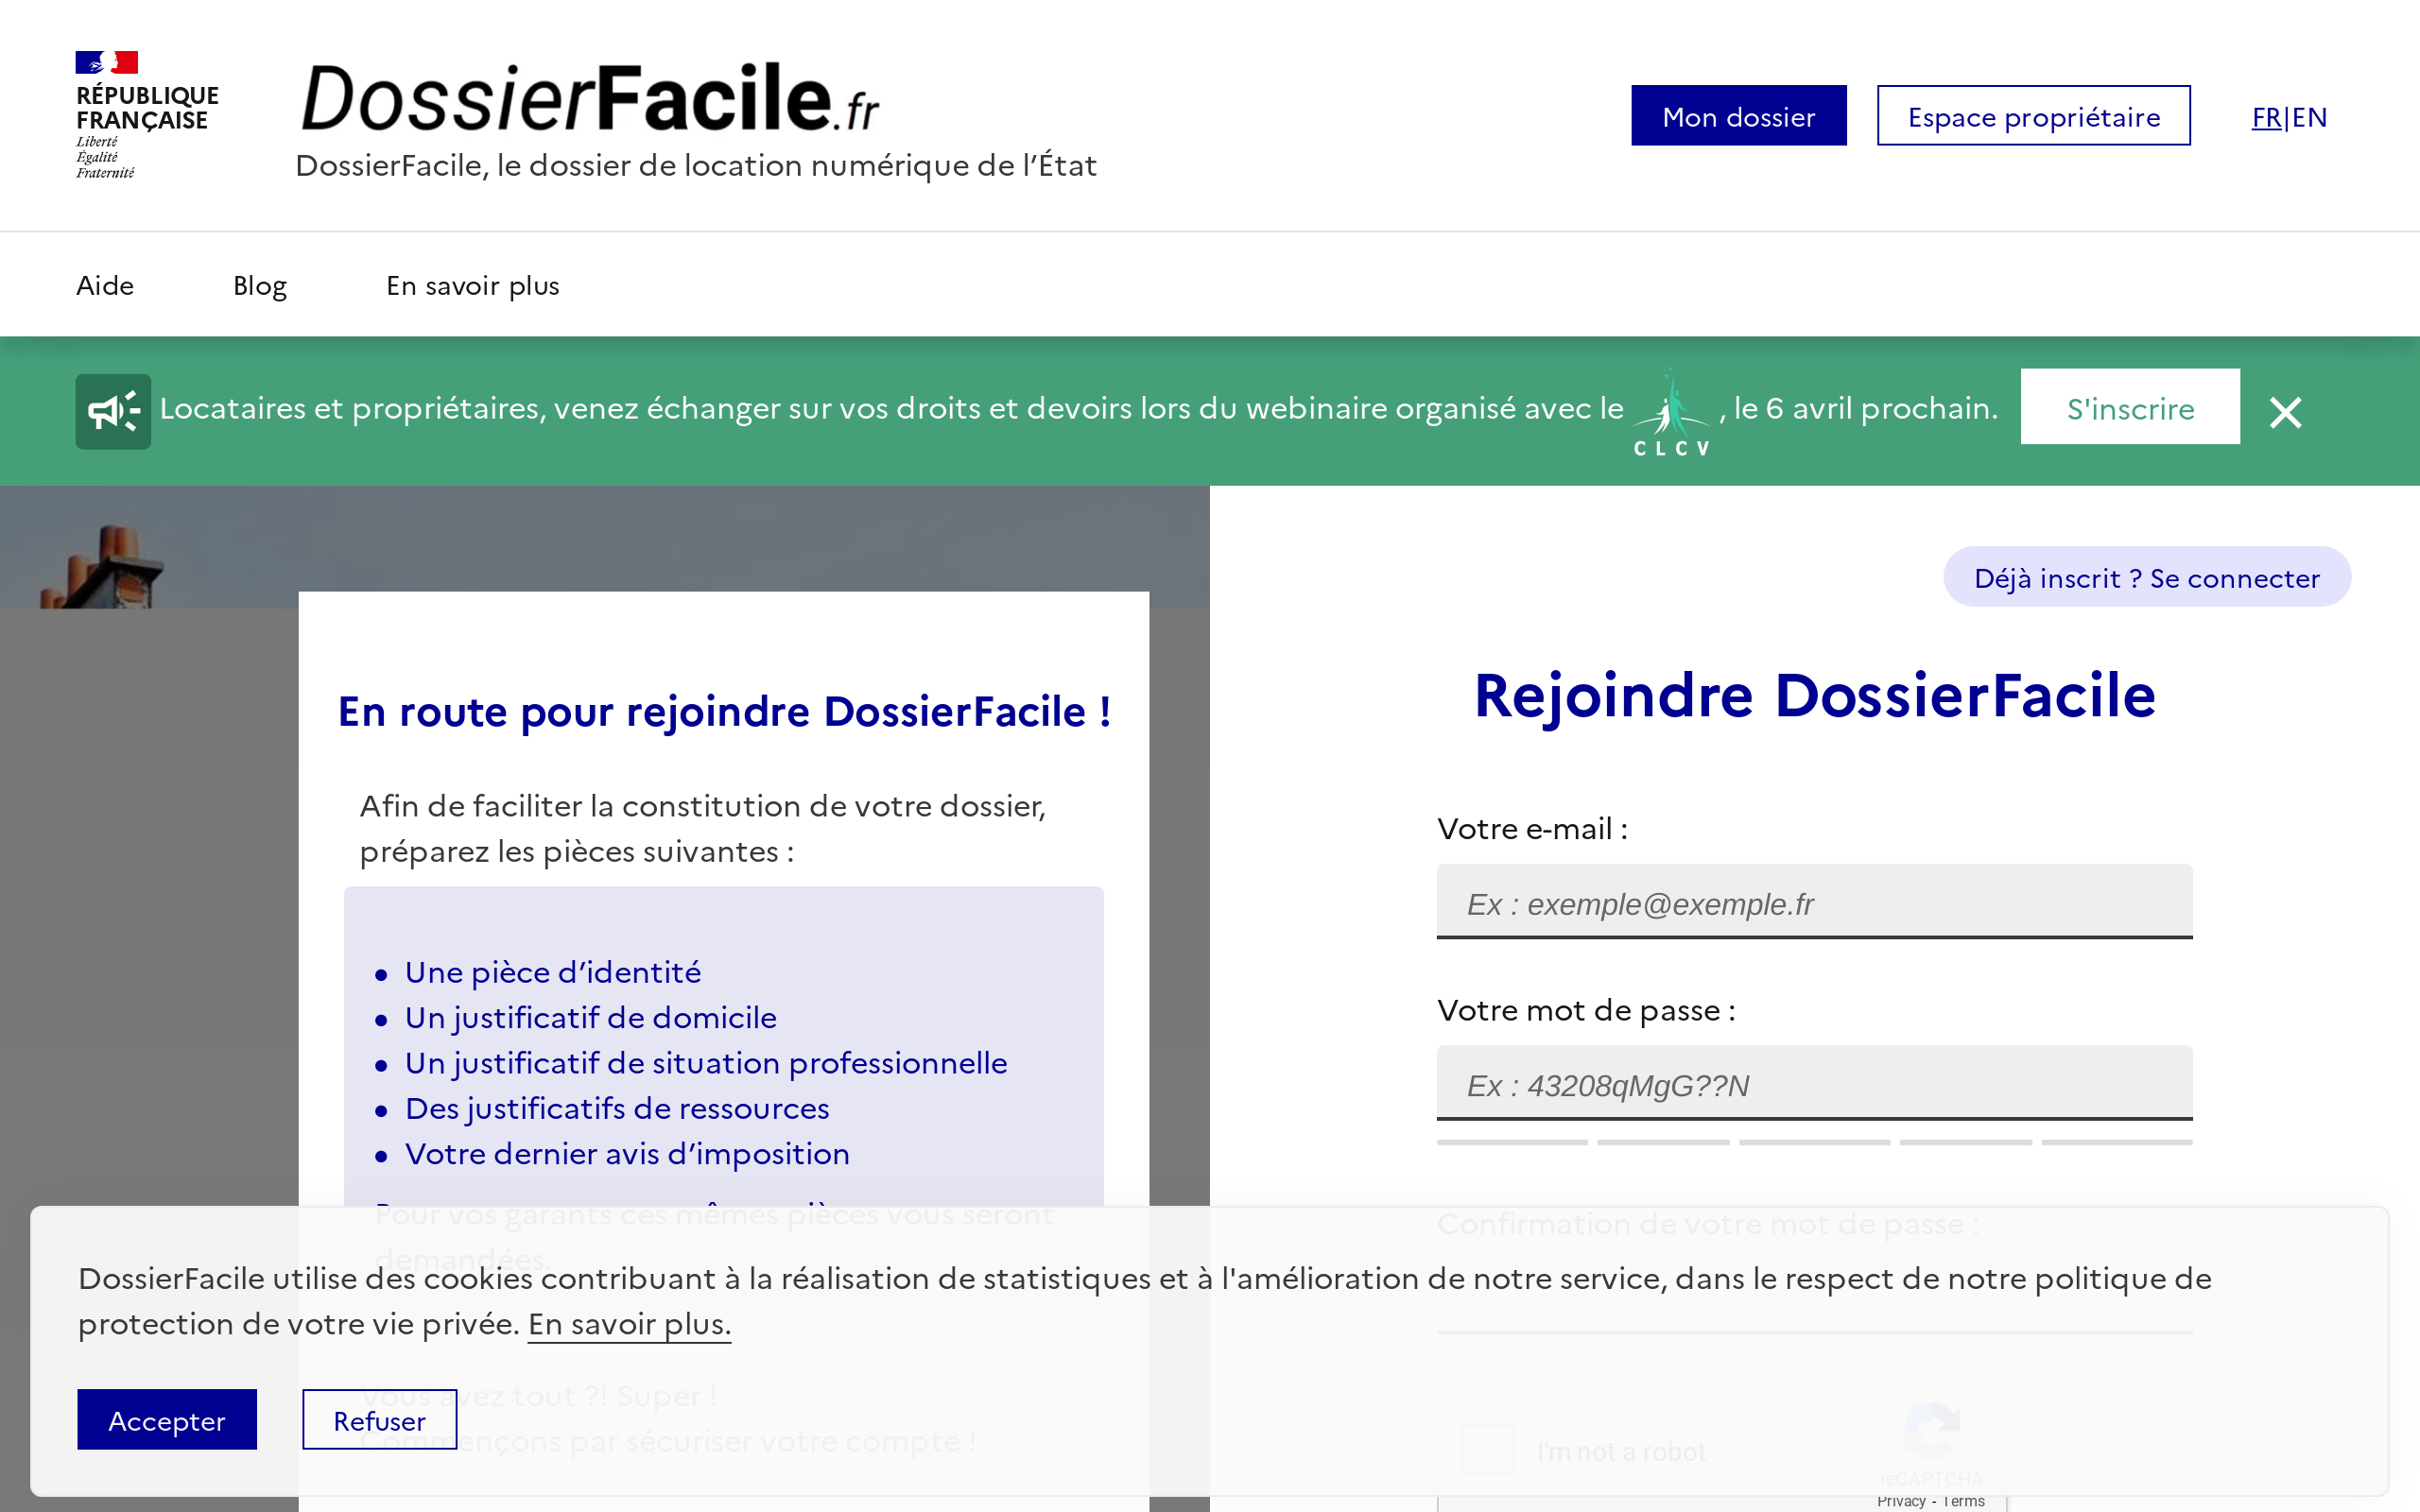 RÉPUBLIQUE
FRANÇAISE
Liberté
Égalité
Fraternité
DossierFacile.fr
DossierFacile, le dossier de location numérique de l’État
Mon dossier
Espace propriétaire
FR|EN
Aide
Blog
En savoir plus
Locataires et propriétaires, venez échanger sur vos droits et devoirs lors du webinaire organisé avec le CLCV , le 6 avril prochain.
S'inscrire
En route pour rejoindre DossierFacile !
Afin de faciliter la constitution de votre dossier,
préparez les pièces suivantes :
Une pièce d’identité
Un justificatif de domicile
Un justificatif de situation professionnelle
Des justificatifs de ressources
Votre dernier avis d’imposition
Pour vos garants ces mêmes pièces vous seront
demandées.
Vous avez tout ?! Super !
Commençons par sécuriser votre compte !
Déjà inscrit ? Se connecter
Rejoindre DossierFacile
Votre e-mail :
Ex : exemple@exemple.fr
Votre mot de passe :
Ex : 43208qMgG??N
Confirmation de votre mot de passe :
I'm not a robot
reCAPTCHA
Privacy - Terms
DossierFacile utilise des cookies contribuant à la réalisation de statistiques et à l'amélioration de notre service, dans le respect de notre politique de
protection de votre vie privée. En savoir plus.
Accepter
Refuser